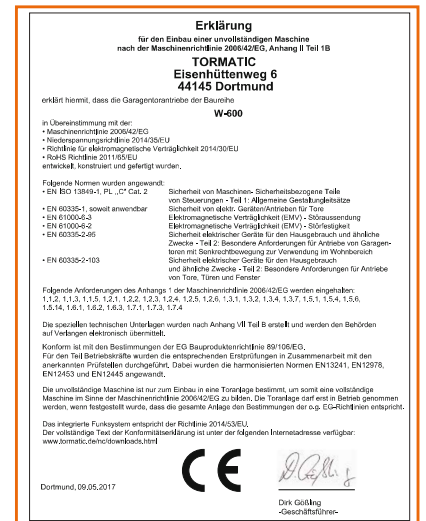 Erklärung
für den Einbau einer unvollständigen Maschine
nach der Maschinenrichtlinie 2006/42/EG, Anhang II Teil 1B
TORMATIC
Eisenhüttenweg 6
44145 Dortmund
erklärt hiermit, dass die Garagentorantriebe der Baureihe
W-600
in Übereinstimmung mit der:
• Maschinenrichtlinie 2006/42/EG
• Niederspannungsrichtlinie 2014/35/EU
• Richtlinie für elektromagnetische Verträglichkeit 2014/30/EU
• RoHS Richtlinie 2011/65/EU
entwickelt, konstruiert und gefertigt wurden.
Folgende Normen wurden angewandt:
• EN ISO 13849-1, PL „C“ Cat. 2 Sicherheit von Maschinen- Sicherheitsbezogene Teile
von Steuerungen - Teil 1: Allgemeine Gestaltungleitsätze
• EN 60335-1, soweit anwendbar Sicherheit von elektr. Geräten/Antrieben für Tore
• EN 61000-6-3 Elektromagnetische Verträglichkeit (EMV) - Störaussendung
• EN 61000-6-2 Elektromagnetische Verträglichkeit (EMV) - Störfestigkeit
• EN 60335-2-95 Sicherheit elektrischer Geräte für den Hausgebrauch und ähnliche
Zwecke - Teil 2: Besondere Anforderungen für Antriebe von Garagen-
toren mit Senkrechtbewegung zur Verwendung im Wohnbereich
• EN 60335-2-103 Sicherheit elektrischer Geräte für den Hausgebrauch
und ähnliche Zwecke - Teil 2: Besondere Anforderungen für Antriebe
von Tore, Türen und Fenster
Folgende Anforderungen des Anhangs 1 der Maschinenrichtlinie 2006/42/EG werden eingehalten:
1.1.2, 1.1.3, 1.1.5, 1.2.1, 1.2.2, 1.2.3, 1.2.4, 1.2.5, 1.2.6, 1.3.1, 1.3.2, 1.3.4, 1.3.7, 1.5.1, 1.5.4, 1.5.6,
1.5.14, 1.6.1, 1.6.2, 1.6.3, 1.7.1, 1.7.3, 1.7.4
Die speziellen technischen Unterlagen wurden nach Anhang VII Teil B erstellt und werden den Behörden
auf Verlangen elektronisch übermittelt.
Konform ist mit den Bestimmungen der EG Bauproduktenrichtlinie 89/106/EG.
Für den Teil Betriebskräfte wurden die entsprechenden Erstprüfungen in Zusammenarbeit mit den
anerkannten Prüfstellen durchgeführt. Dabei wurden die harmonisierten Normen EN13241, EN12978,
EN12453 und EN12445 angewandt.
Die unvollständige Maschine ist nur zum Einbau in eine Toranlage bestimmt, um somit eine vollständige
Maschine im Sinne der Maschinenrichtlinie 2006/42/EG zu bilden. Die Toranlage darf erst in Betrieb genommen
werden, wenn festgestellt wurde, dass die gesamte Anlage den Bestimmungen der o.g. EG-Richtlinien entspricht.
Das integrierte Funksystem entspricht der Richtlinie 2014/53/EU.
Der vollständige Text der Konformitätserklärung ist unter der folgenden Internetadresse verfügbar:
www.tormatic.de/nc/downloads.html
CE
Dortmund, 09.05.2017
D. Gößling
Dirk Gößling
-Geschäftsführer-